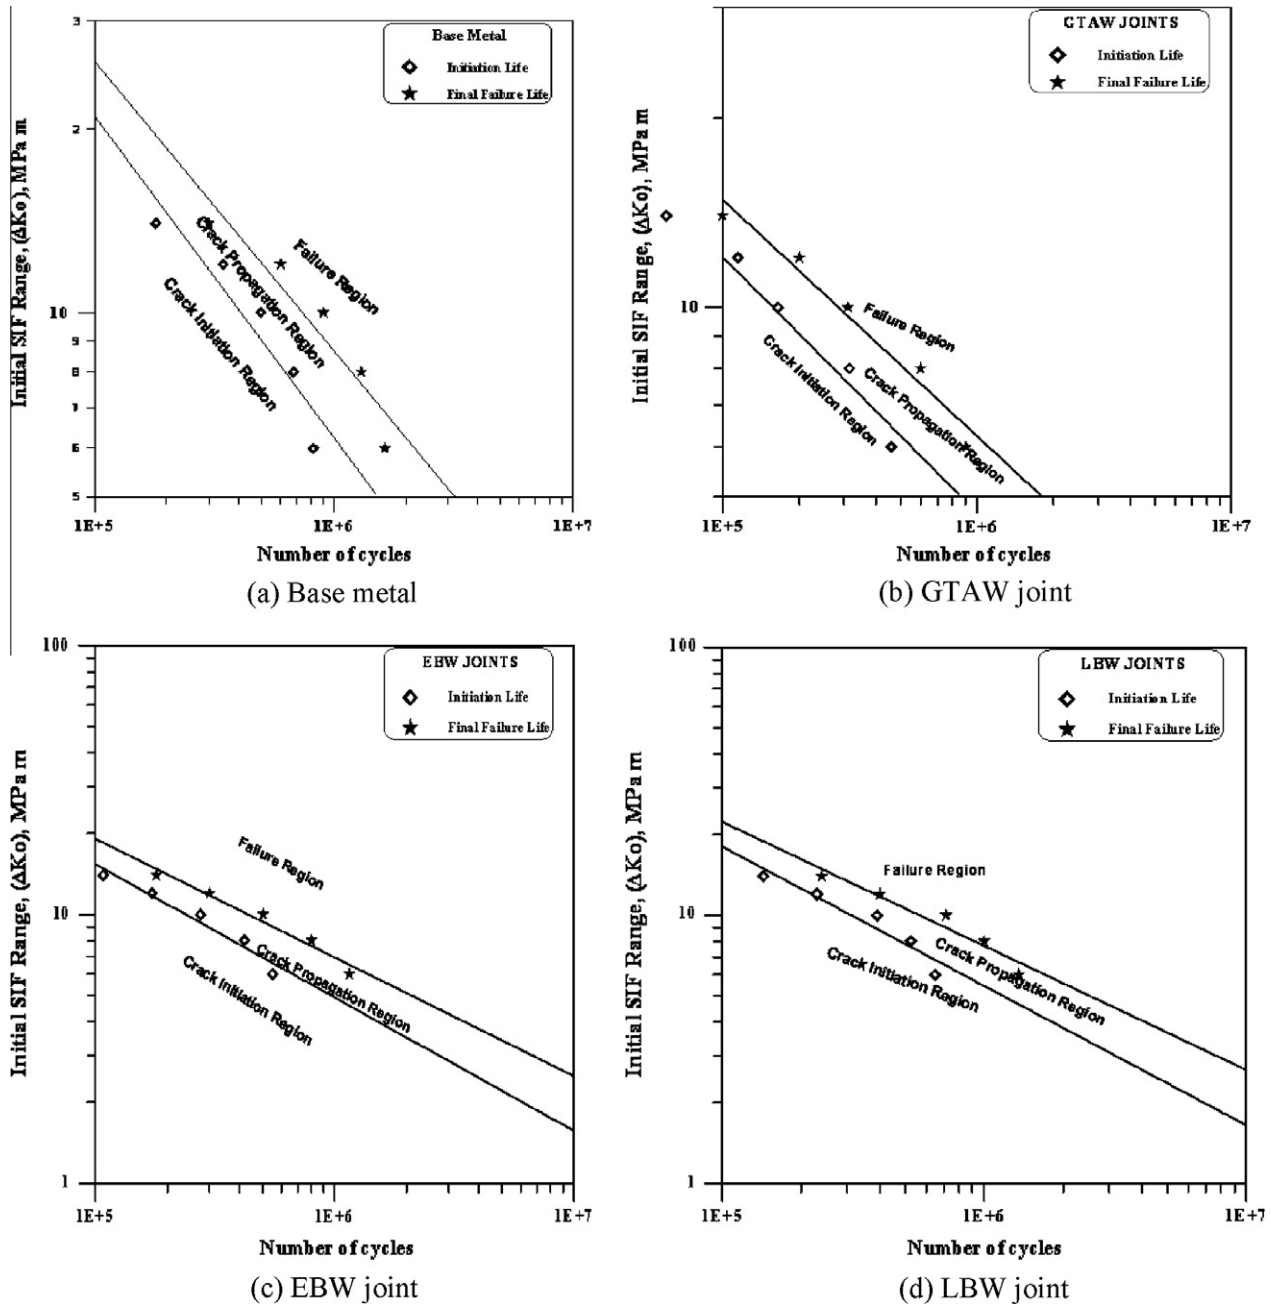 Base Metal
Initiation Life
Final Failure Life
3
2
10
9
8
7
6
5
1E+5
1E+6
1E+7
Initial SIF Range, (ΔKo), MPa m
Crack Initiation Region
Crack Propagation Region
Failure Region
Number of cycles
(a) Base metal
GTAW JOINTS
Initiation Life
Final Failure Life
10
1E+5
1E+6
1E+7
Initial SIF Range, (ΔKo), MPa m
Crack Initiation Region
Crack Propagation Region
Failure Region
Number of cycles
(b) GTAW joint
EBW JOINTS
Initiation Life
Final Failure Life
100
10
1
1E+5
1E+6
1E+7
Initial SIF Range, (ΔKo), MPa m
Failure Region
Crack Propagation Region
Crack Initiation Region
Number of cycles
(c) EBW joint
LBW JOINTS
Initiation Life
Final Failure Life
100
10
1
1E+5
1E+6
1E+7
Initial SIF Range, (ΔKo), MPa m
Failure Region
Crack Propagation Region
Crack Initiation Region
Number of cycles
(d) LBW joint